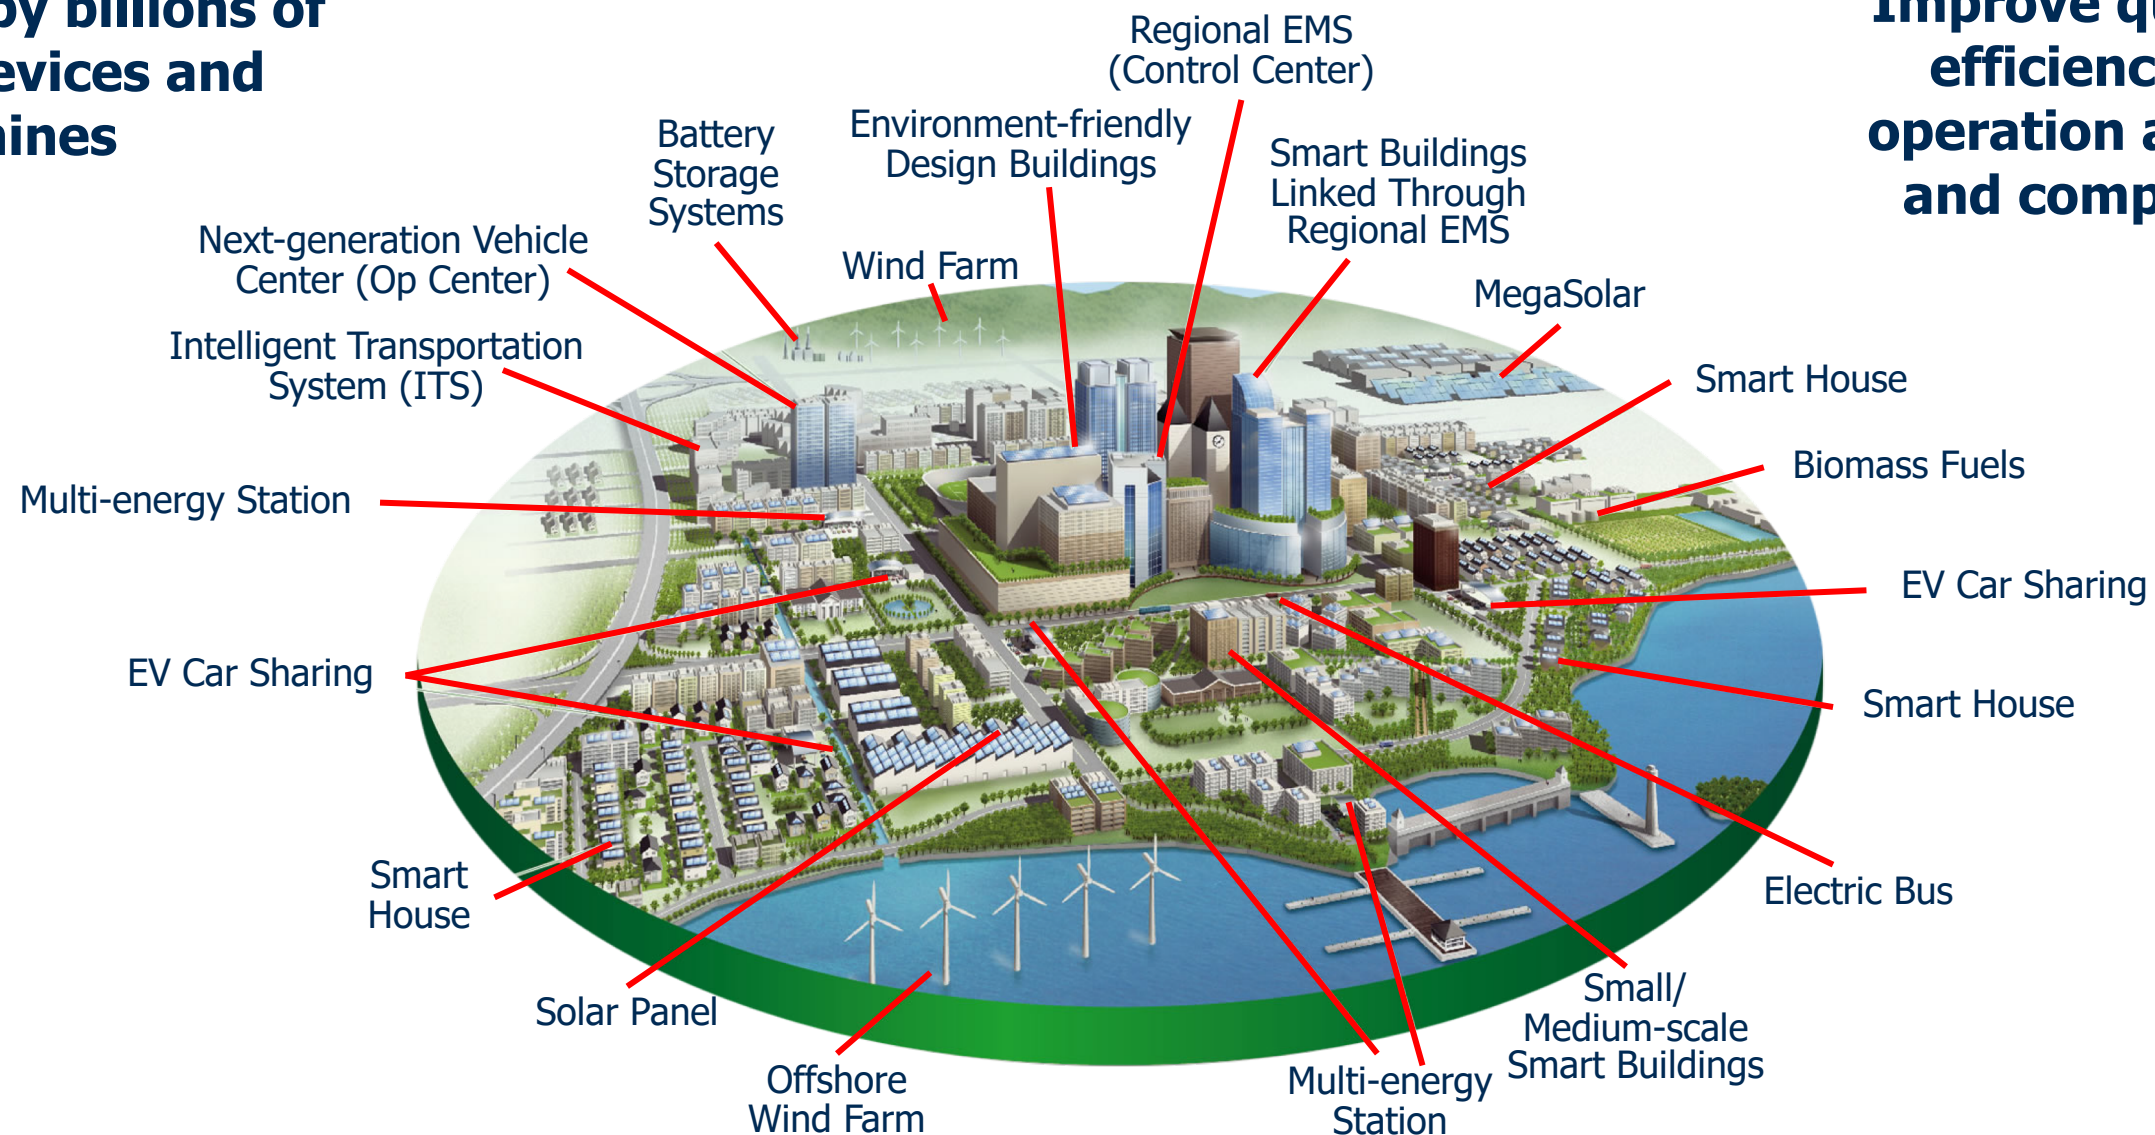 by billions of
evices and
ines
Improve qu
efficienc
operation a
and comp
Regional EMS
(Control Center)
Battery
Storage
Systems
Environment-friendly
Design Buildings
Smart Buildings
Linked Through
Regional EMS
Next-generation Vehicle
Center (Op Center)
Wind Farm
MegaSolar
Intelligent Transportation
System (ITS)
Smart House
Multi-energy Station
Biomass Fuels
EV Car Sharing
EV Car Sharing
Smart House
Smart
House
Electric Bus
Solar Panel
Small/
Medium-scale
Smart Buildings
Offshore
Wind Farm
Multi-energy
Station